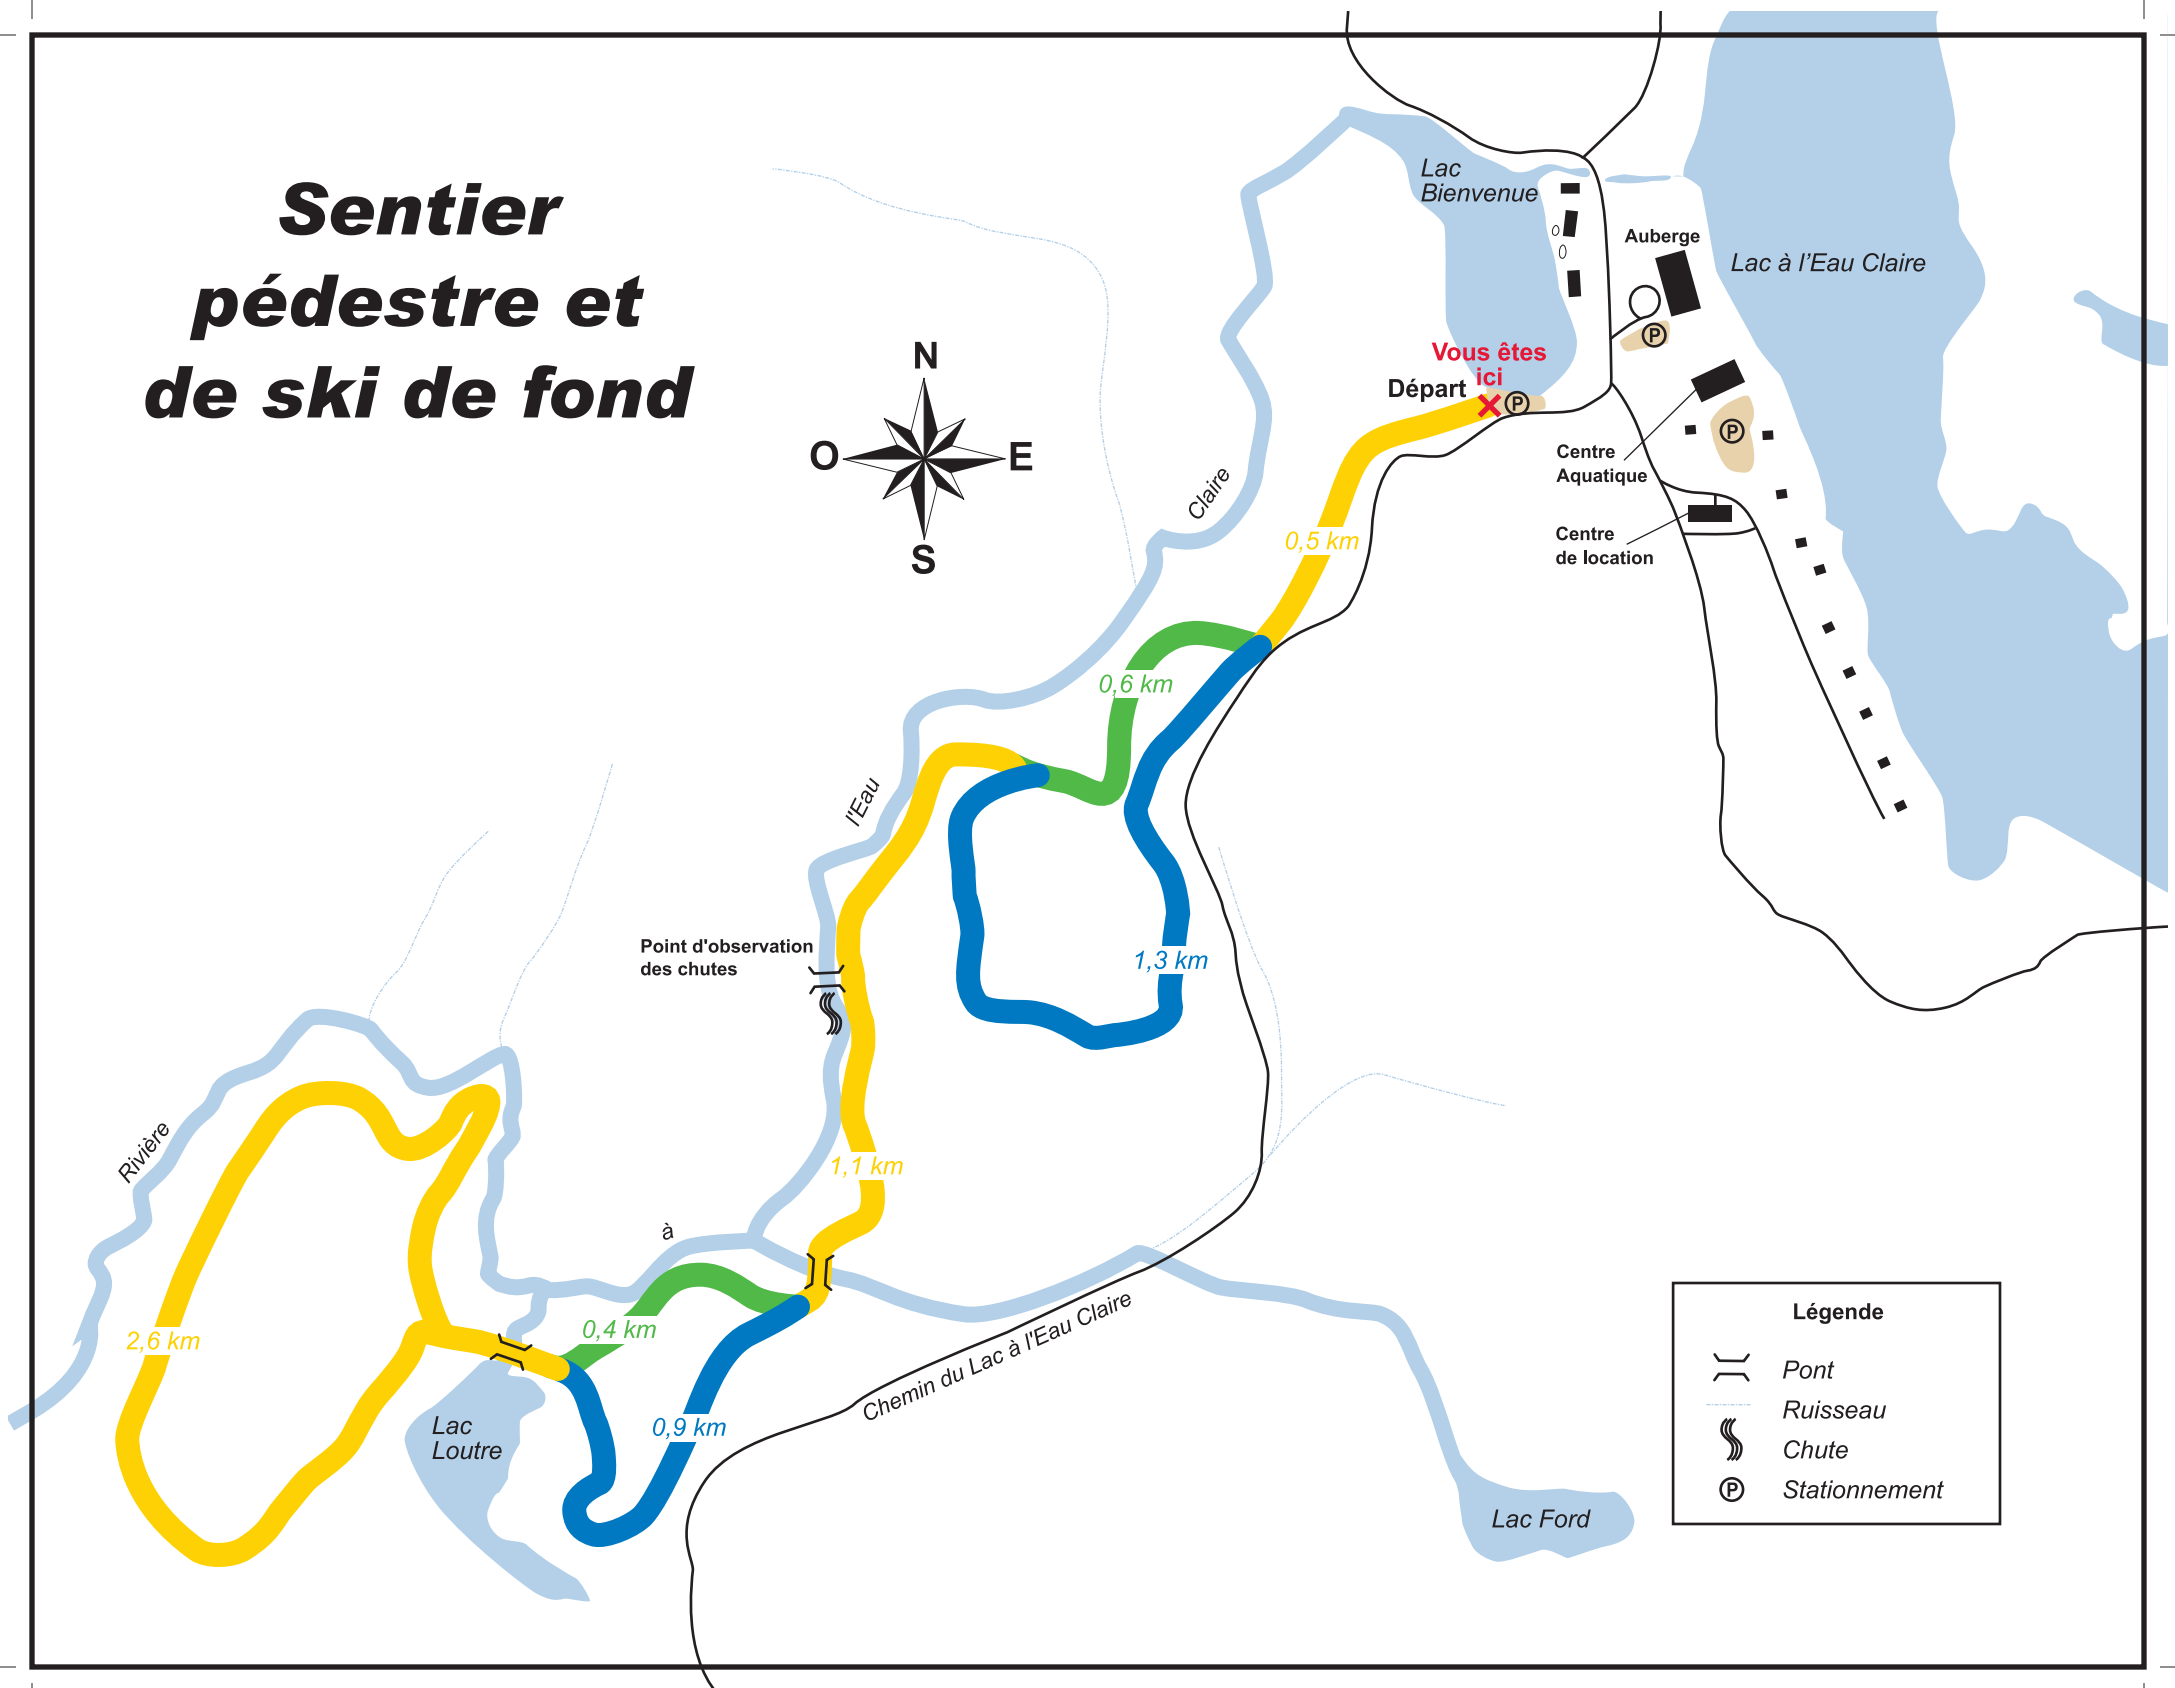 Sentier
pédestre et
de ski de fond
N
O
E
S
Lac
Bienvenue
Auberge
Lac à l'Eau Claire
P
Vous êtes
ici
Départ
P
P
Centre
Aquatique
Centre
de location
Claire
0,5 km
0,6 km
l'Eau
Point d'observation
des chutes
1,3 km
Rivière
1,1 km
à
2,6 km
0,4 km
0,9 km
Chemin du Lac à l'Eau Claire
Lac
Loutre
Lac Ford
Légende
Pont
Ruisseau
Chute
P Stationnement